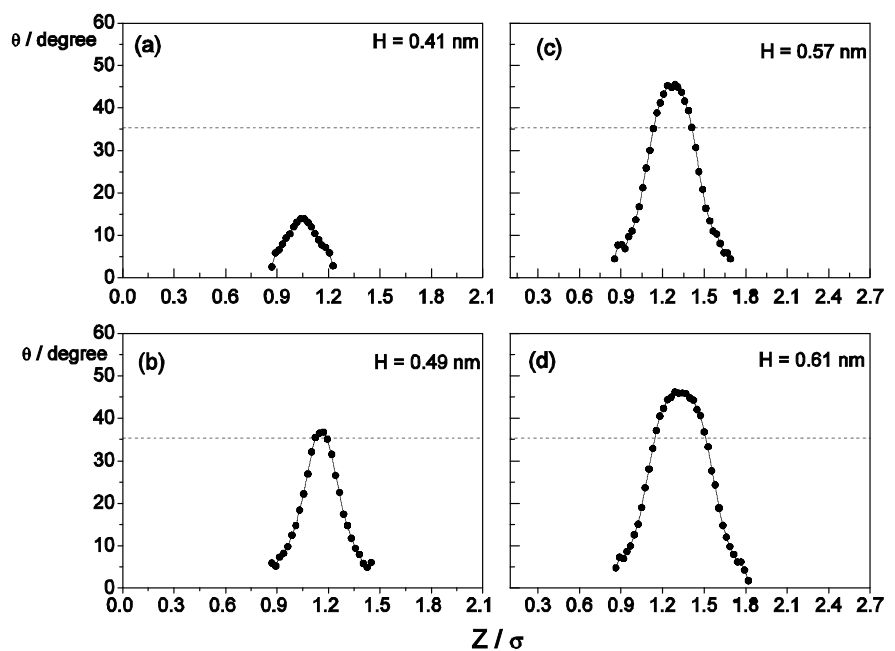 60
θ / degree
(a)
H = 0.41 nm
50
40
30
20
10
0
0.0 0.3 0.6 0.9 1.2 1.5 1.8 2.1
(c)
H = 0.57 nm
0.3 0.6 0.9 1.2 1.5 1.8 2.1 2.4 2.7
60
θ / degree
(b)
H = 0.49 nm
50
40
30
20
10
0
0.0 0.3 0.6 0.9 1.2 1.5 1.8 2.1
(d)
H = 0.61 nm
0.3 0.6 0.9 1.2 1.5 1.8 2.1 2.4 2.7
Z / σ